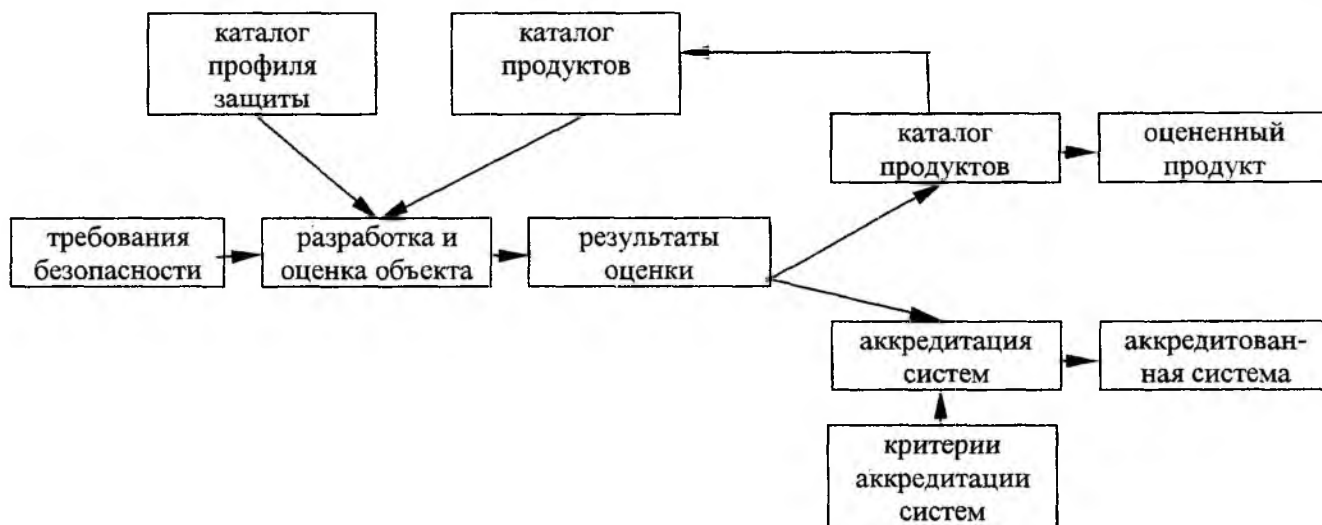 каталог
профиля
защиты
каталог
продуктов
каталог
продуктов
оцененный
продукт
требования
безопасности
разработка и
оценка объекта
результаты
оценки
аккредитация
систем
аккредитован-
ная система
критерии
аккредитации
систем